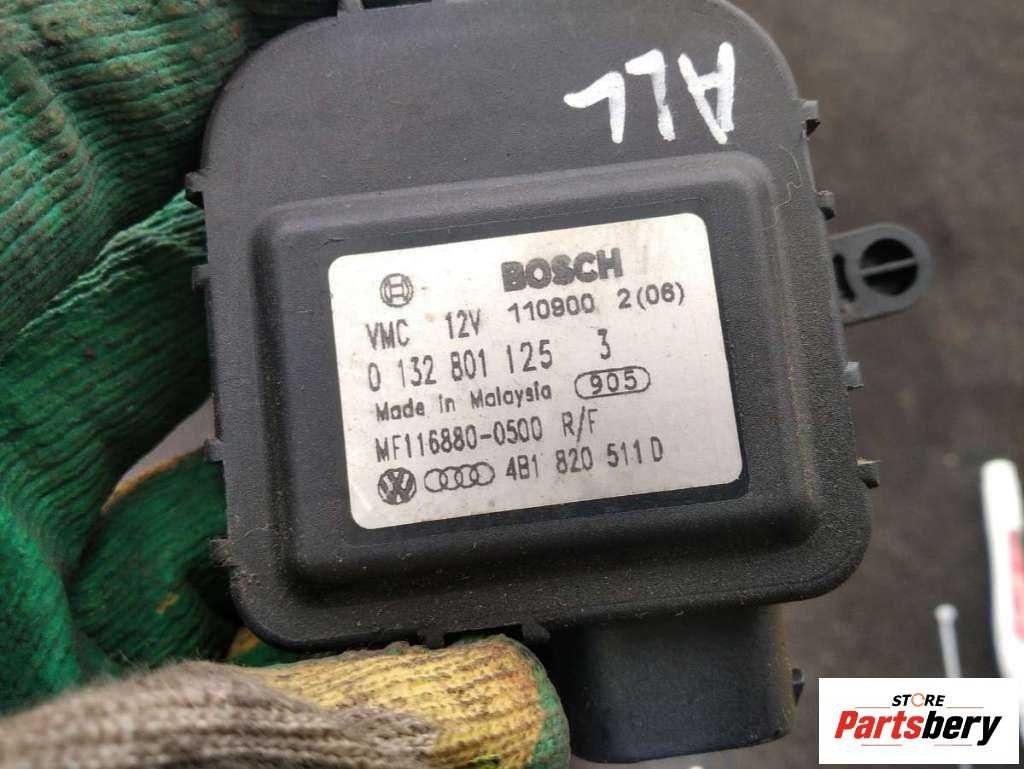 ALL
BOSCH
VMC 12V 110900 2(06)
0 132 801 125 3
Made in Malaysia 905
MF116880-0500 R/F
4B1 820 511 D
STORE
Partsbery